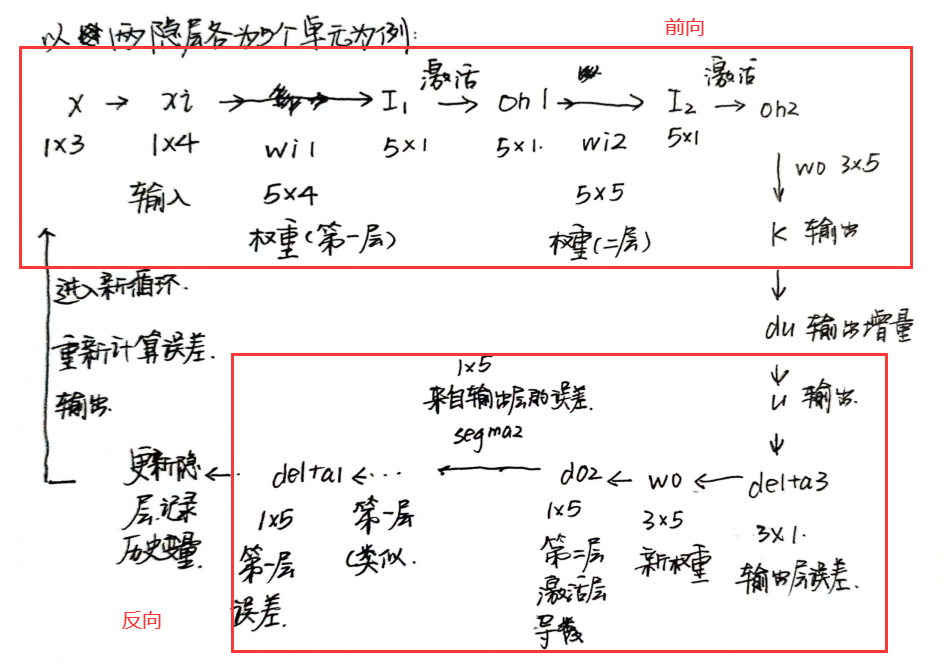 以两隐层各为5个单元为例:
前向
x → xi → I1 激活 → oh1 → I2 激活 → oh2
1×3 1×4 wi1 5×1 5×1. wi2 5×1
wo 3×5
输入 5×4 5×5
权重(第一层) 权重(二层) K 输出
进入新循环.
du 输出增量
重新计算误差.
1×5
来自输出层的误差.
u 输出.
输出.
segma2
更新隐 delta1 ←... do2 ← wo ← delta3
层.记录 1×5 第一层 1×5 3×5 3×1.
历史变量. 第一层 (类似. 第二层 新权重 输出层误差.
误差. 激活层
反向
导数